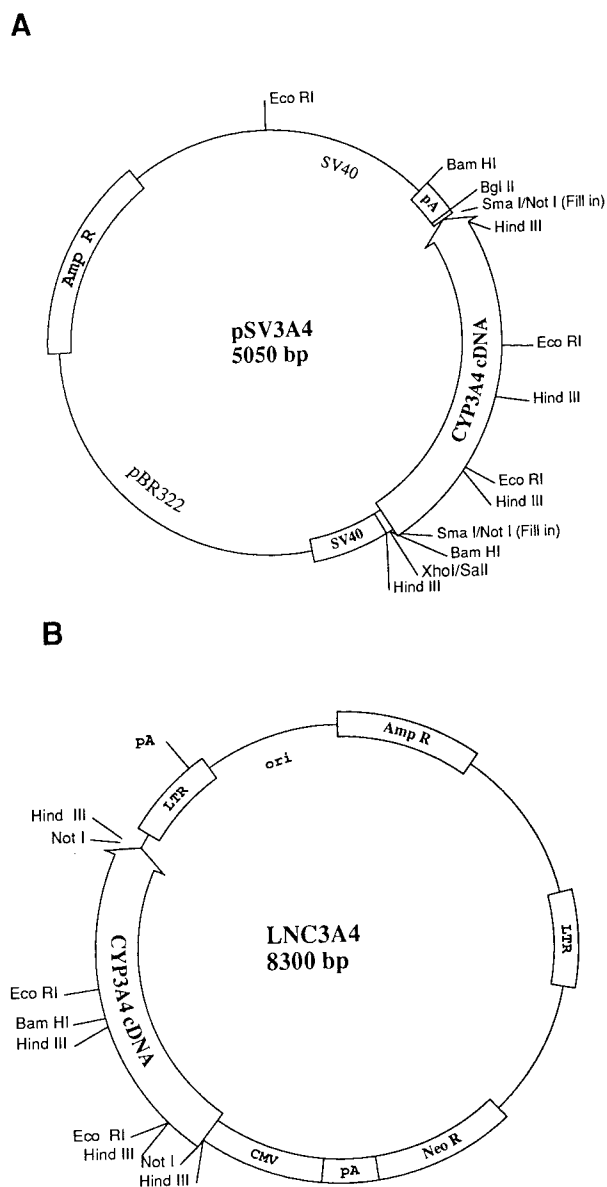 A
Eco RI
SV40
Bam HI
pA
Bgl II
Sma I/Not I (Fill in)
Hind III
Amp R
pSV3A4
5050 bp
Eco RI
CYP3A4 cDNA
Hind III
pBR322
Eco RI
Hind III
SV40
Sma I/Not I (Fill in)
Bam HI
XhoI/SalI
Hind III
B
Amp R
pA
ori
LTR
Hind III
Not I
LTR
LNC3A4
8300 bp
CYP3A4 cDNA
Eco RI
Bam HI
Hind III
Eco RI
Hind III
Not I
Hind III
CMV
pA
Neo R